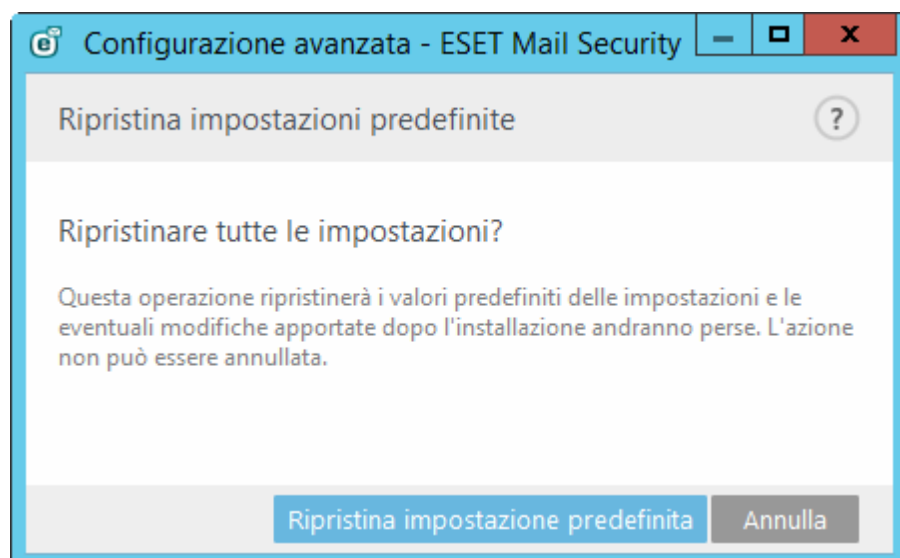 Configurazione avanzata - ESET Mail Security
Ripristina impostazioni predefinite
?
Ripristinare tutte le impostazioni?
Questa operazione ripristinerà i valori predefiniti delle impostazioni e le
eventuali modifiche apportate dopo l'installazione andranno perse. L'azione
non può essere annullata.
Ripristina impostazione predefinita
Annulla